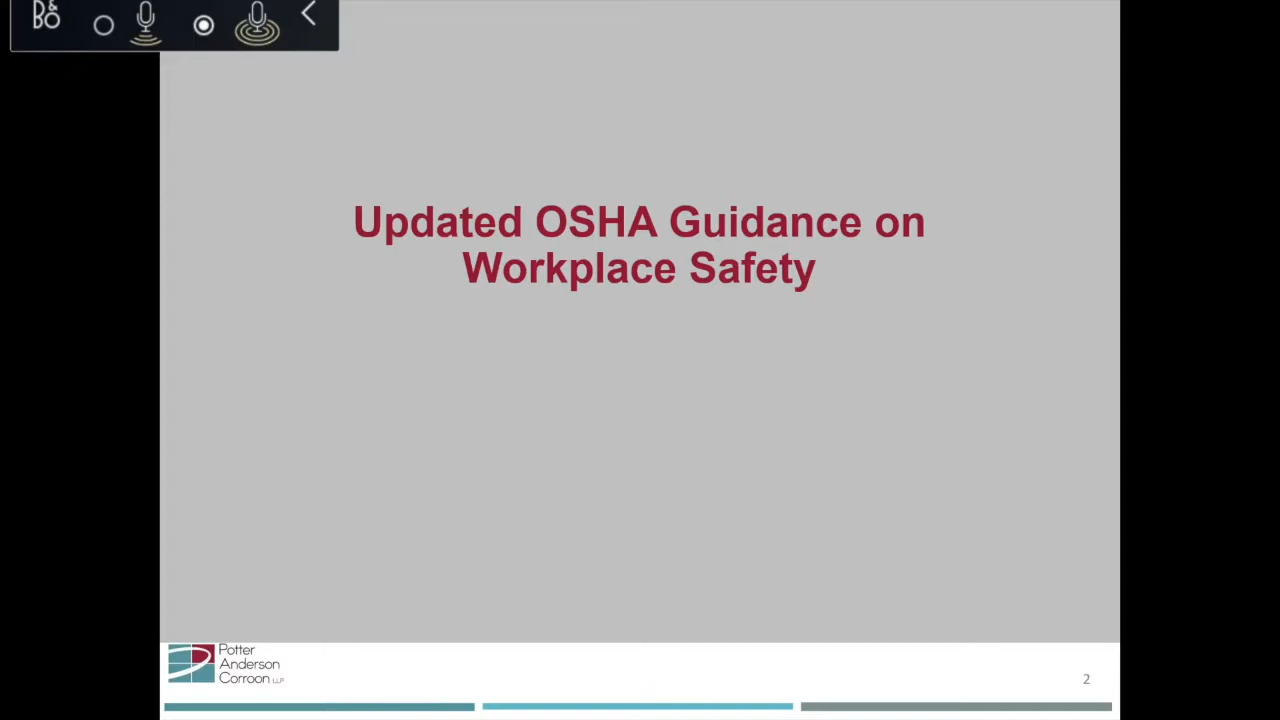 B&O
Updated OSHA Guidance on
Workplace Safety
Potter
Anderson
Corroon LLP
2